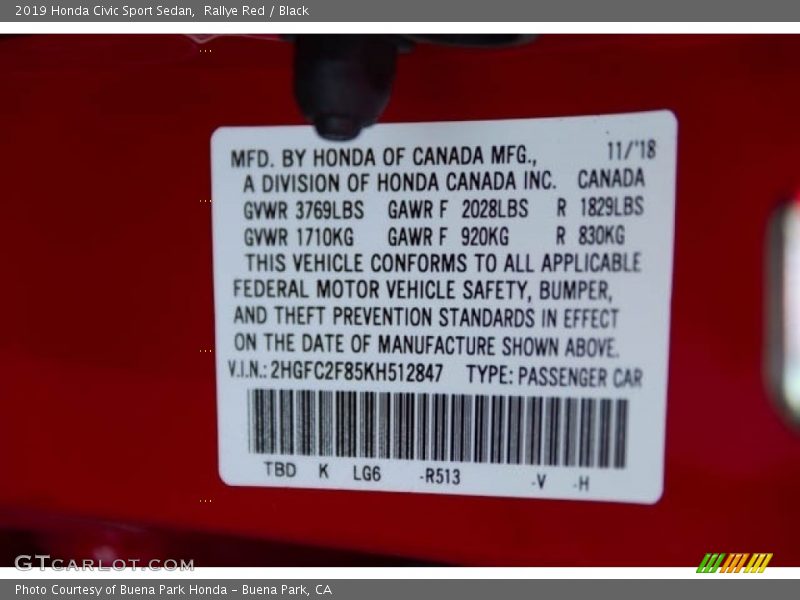 2019 Honda Civic Sport Sedan, Rallye Red / Black
MFD. BY HONDA OF CANADA MFG., 11/'18
A DIVISION OF HONDA CANADA INC. CANADA
GVWR 3769LBS GAWR F 2028LBS R 1829LBS
GVWR 1710KG GAWR F 920KG R 830KG
THIS VEHICLE CONFORMS TO ALL APPLICABLE
FEDERAL MOTOR VEHICLE SAFETY, BUMPER,
AND THEFT PREVENTION STANDARDS IN EFFECT
ON THE DATE OF MANUFACTURE SHOWN ABOVE.
V.I.N.: 2HGFC2F85KH512847 TYPE: PASSENGER CAR
TBD K LG6 -R513 -V -H
GTCARLOT.COM
Photo Courtesy of Buena Park Honda - Buena Park, CA